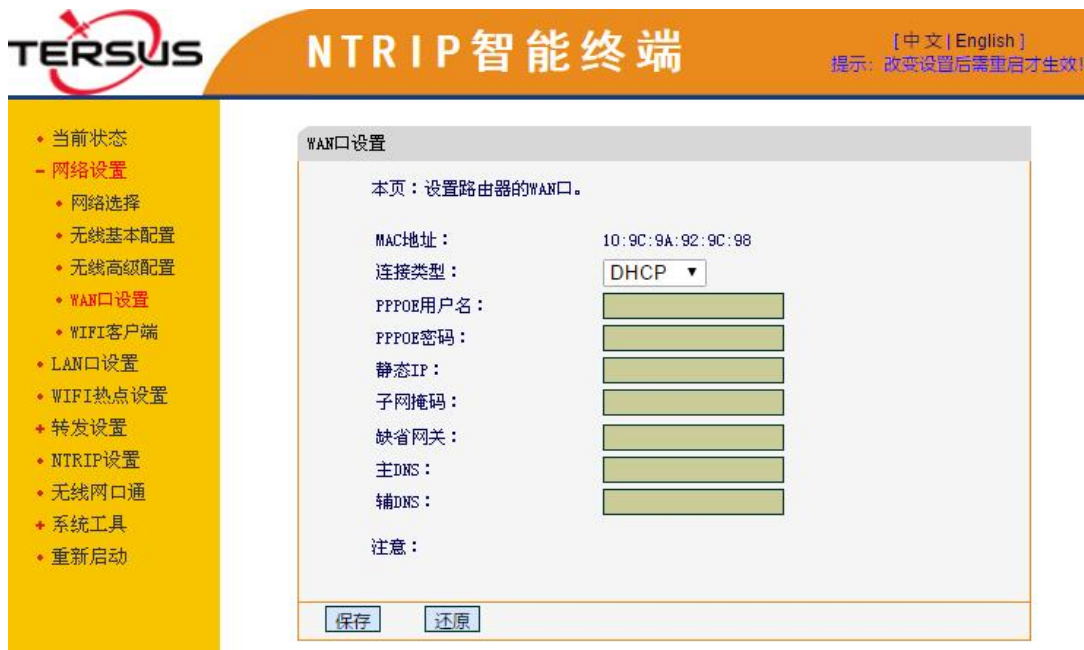 TERSUS
NTRIP智能终端
[中文|English]
提示：改变设置后需重启才生效!
当前状态
网络设置
网络选择
无线基本配置
无线高级配置
WAN口设置
WIFI客户端
LAN口设置
WIFI热点设置
转发设置
NTRIP设置
无线网口通
系统工具
重新启动
WAN口设置
本页：设置路由器的WAN口。
MAC地址： 10:9C:9A:92:9C:98
连接类型： DHCP
PPPOE用户名：
PPPOE密码：
静态IP：
子网掩码：
缺省网关：
主DNS：
辅DNS：
注意：
保存 还原